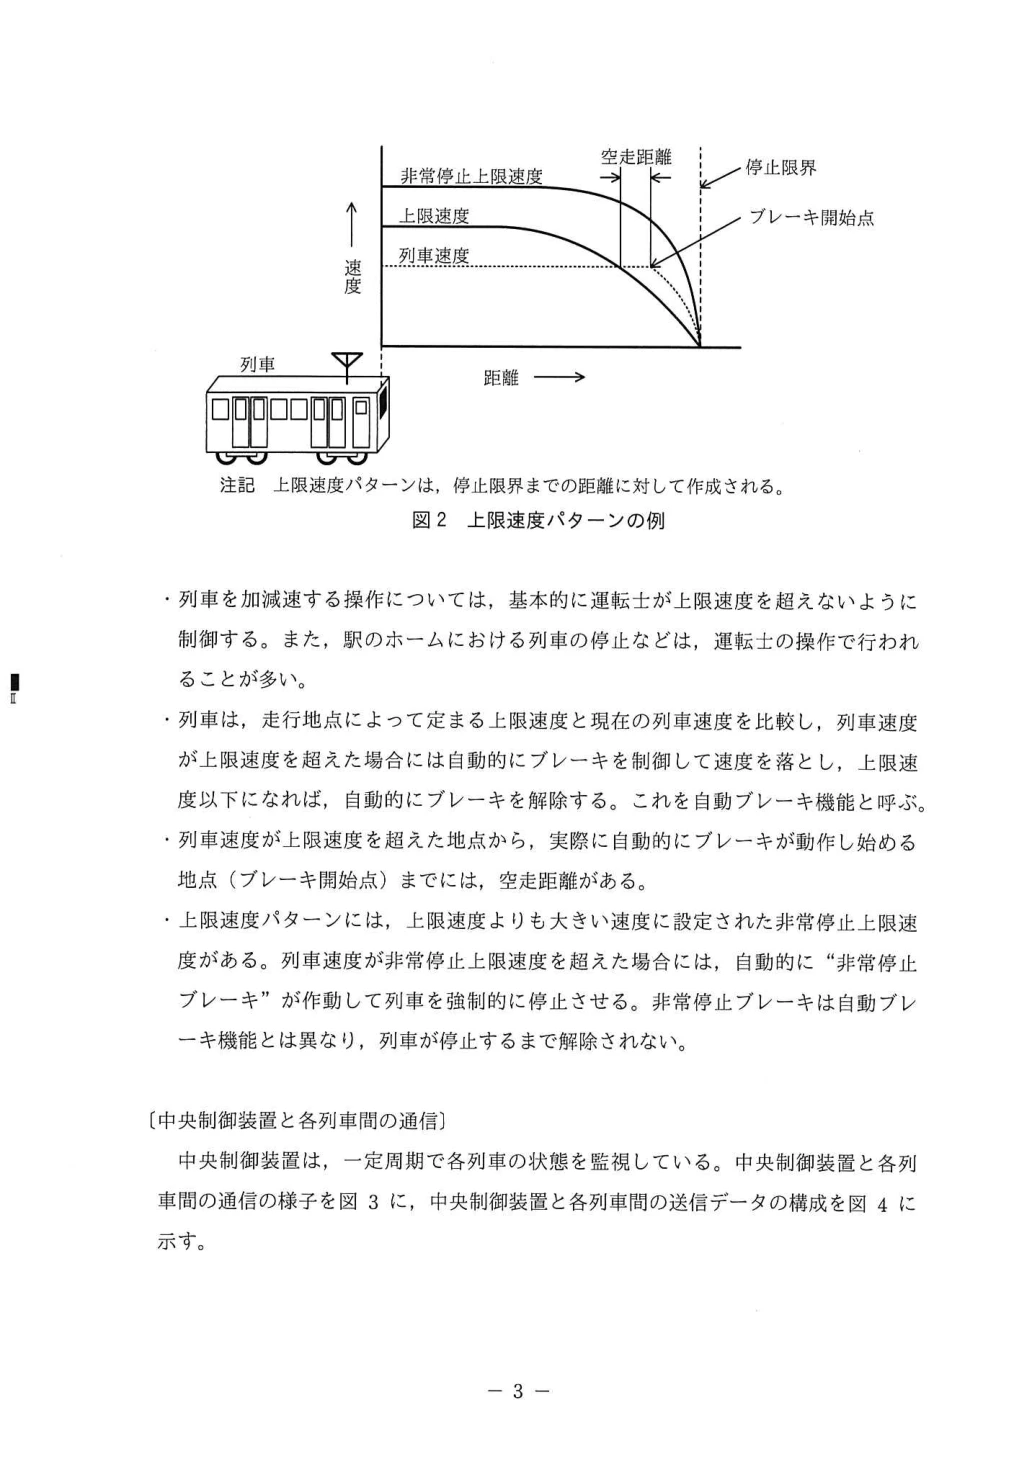 空走距離
停止限界
非常停止上限速度
上限速度
ブレーキ開始点
列車速度
速度
列車
距離
注記　上限速度パターンは，停止限界までの距離に対して作成される。
図2　上限速度パターンの例
・列車を加減速する操作については，基本的に運転士が上限速度を超えないように
制御する。また，駅のホームにおける列車の停止などは，運転士の操作で行われ
ることが多い。
・列車は，走行地点によって定まる上限速度と現在の列車速度を比較し，列車速度
が上限速度を超えた場合には自動的にブレーキを制御して速度を落とし，上限速
度以下になれば，自動的にブレーキを解除する。これを自動ブレーキ機能と呼ぶ。
・列車速度が上限速度を超えた地点から，実際に自動的にブレーキが動作し始める
地点（ブレーキ開始点）までには，空走距離がある。
・上限速度パターンには，上限速度よりも大きい速度に設定された非常停止上限速
度がある。列車速度が非常停止上限速度を超えた場合には，自動的に“非常停止
ブレーキ”が作動して列車を強制的に停止させる。非常停止ブレーキは自動ブレ
ーキ機能とは異なり，列車が停止するまで解除されない。
〔中央制御装置と各列車間の通信〕
中央制御装置は，一定周期で各列車の状態を監視している。中央制御装置と各列
車間の通信の様子を図 3 に，中央制御装置と各列車間の送信データの構成を図 4 に
示す。
－ 3 －